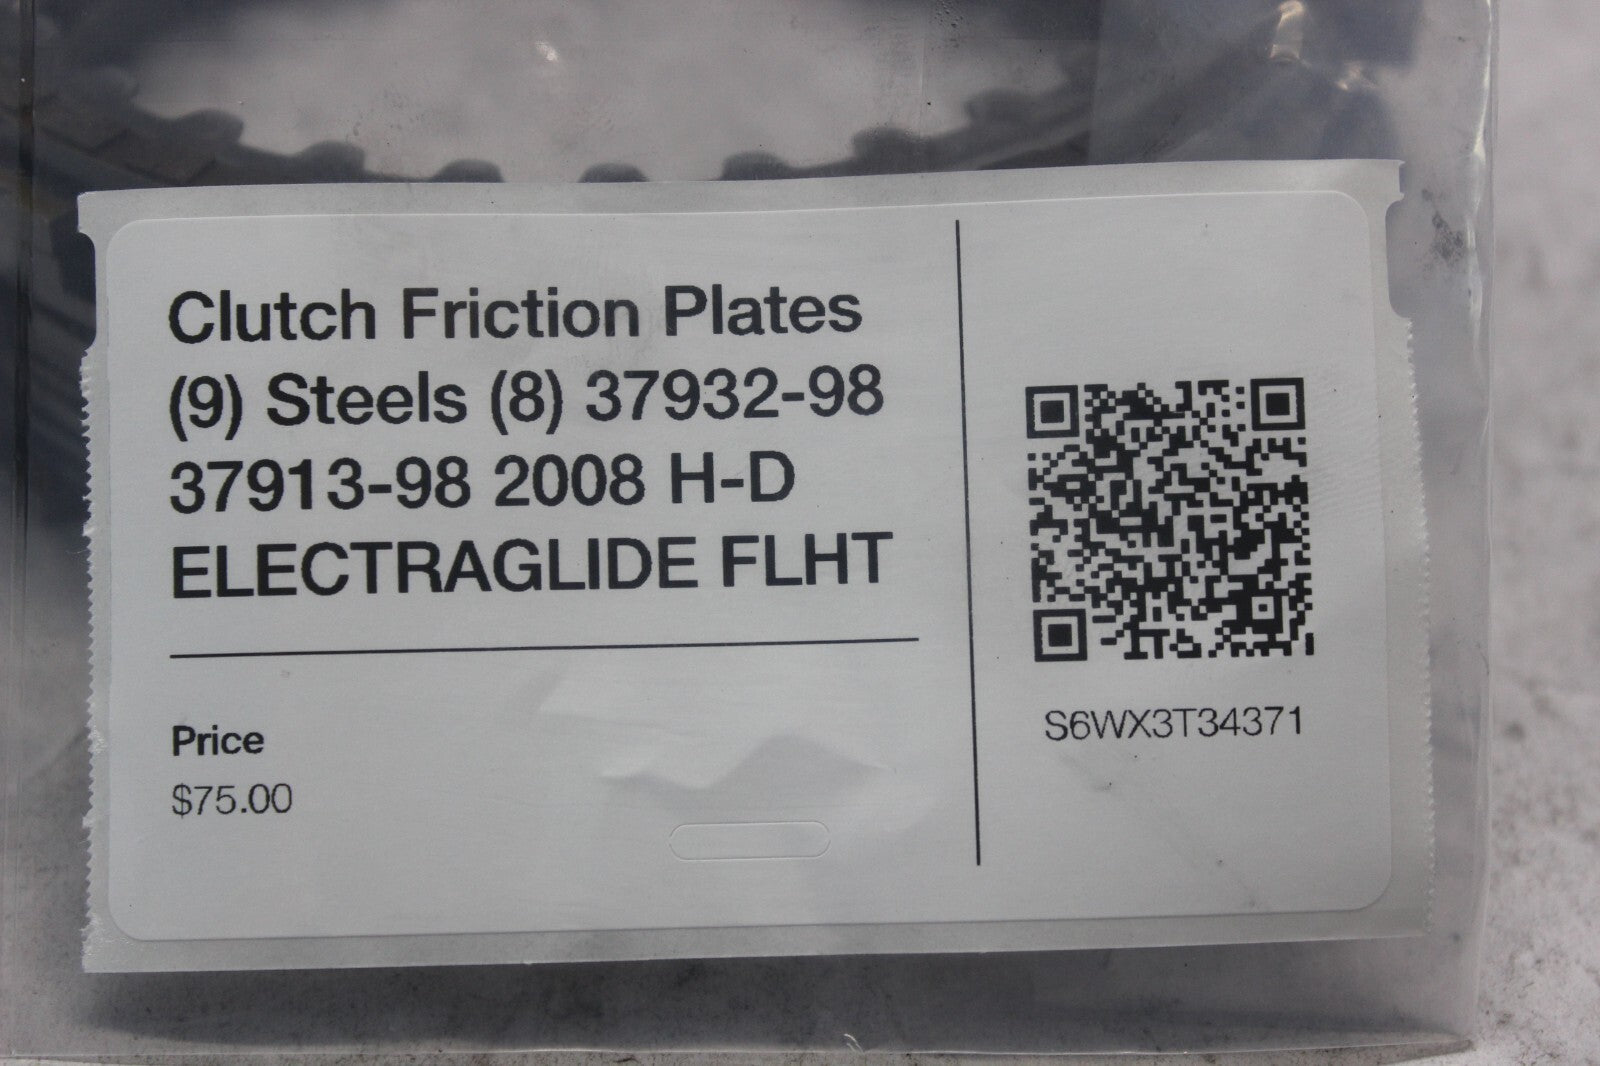 Clutch Friction Plates
(9) Steels (8) 37932-98
37913-98 2008 H-D
ELECTRAGLIDE FLHT
Price
$75.00
S6WX3T34371